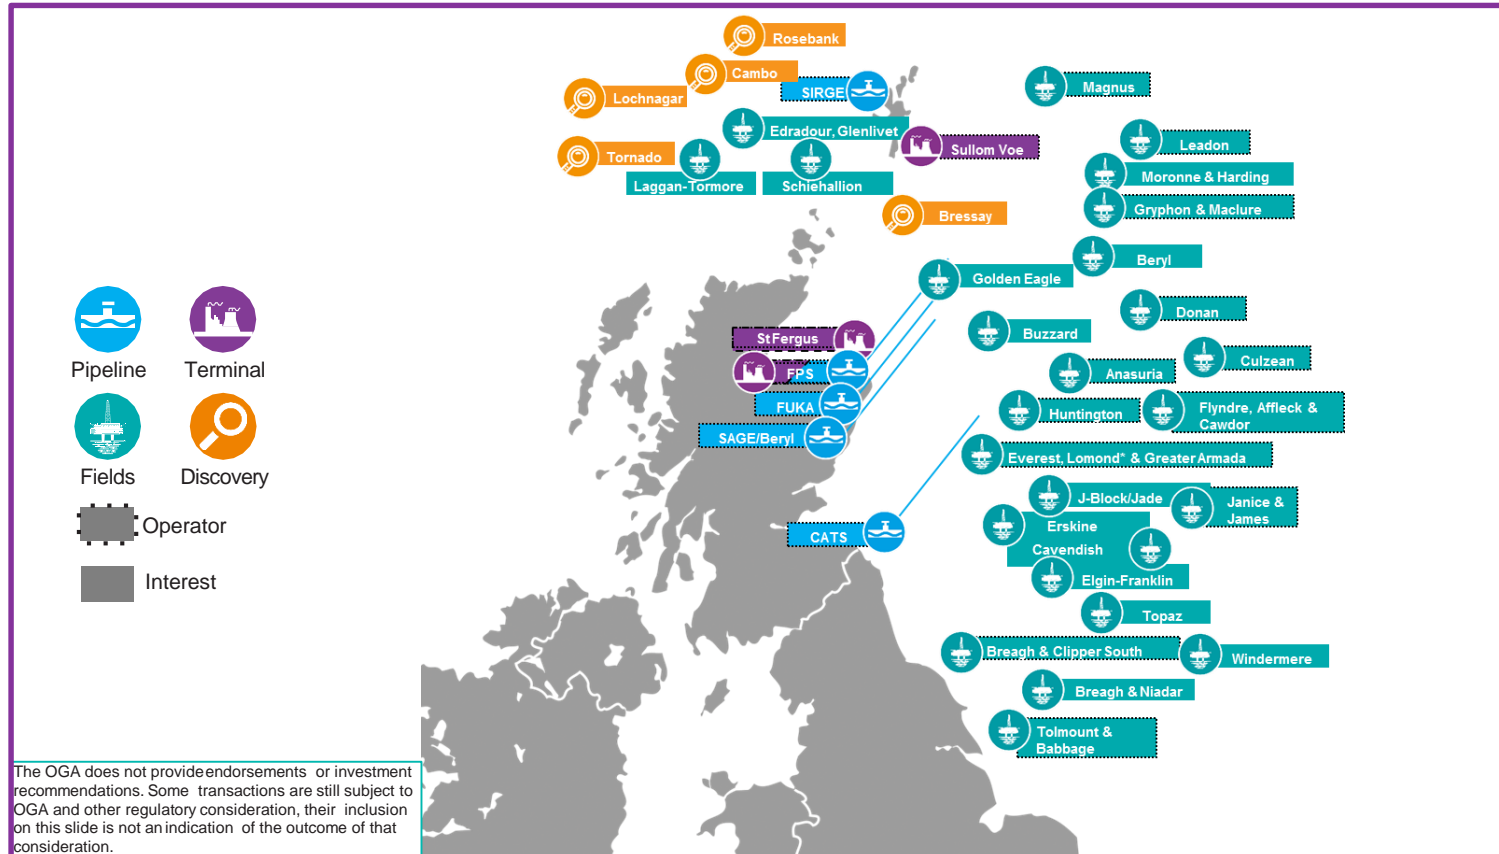 Rosebank
Cambo
Lochnagar
SIRGE
Magnus
Edradour, Glenlivet
Sullom Voe
Leadon
Tornado
Laggan-Tormore
Schiehallion
Moronne & Harding
Bressay
Gryphon & Maclure
Beryl
Golden Eagle
Donan
Buzzard
St Fergus
Culzean
Pipeline
Terminal
FPS
Anasuria
FUKA
Huntington
Flyndre, Affleck &
Cawdor
SAGE/Beryl
Everest, Lomond* & Greater Armada
Fields
Discovery
J-Block/Jade
Janice &
James
Operator
CATS
Erskine
Cavendish
Interest
Elgin-Franklin
Topaz
Breagh & Clipper South
Windermere
Breagh & Niadar
Tolmount &
Babbage
The OGA does not provide endorsements or investment
recommendations. Some transactions are still subject to
OGA and other regulatory consideration, their inclusion
on this slide is not an indication of the outcome of that
consideration.